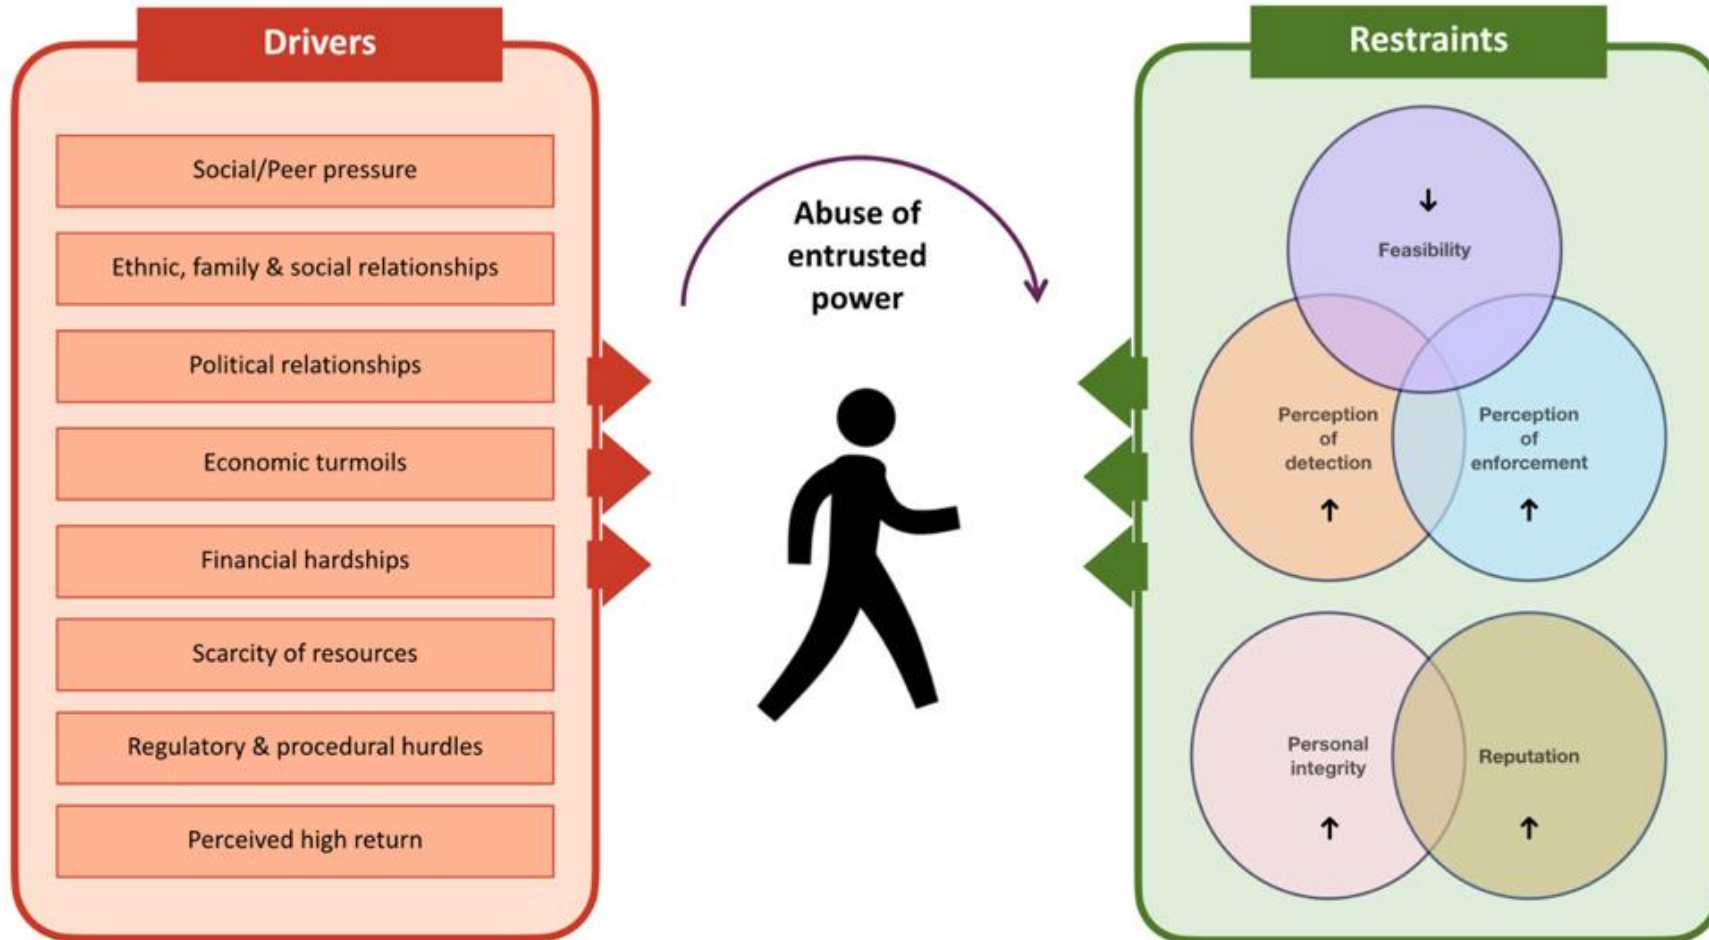 Drivers
Social/Peer pressure
Ethnic, family & social relationships
Political relationships
Economic turmoils
Financial hardships
Scarcity of resources
Regulatory & procedural hurdles
Perceived high return
Abuse of
entrusted
power
Restraints
↓
Feasibility
Perception
of
detection
↑
Perception
of
enforcement
↑
Personal
integrity
↑
Reputation
↑